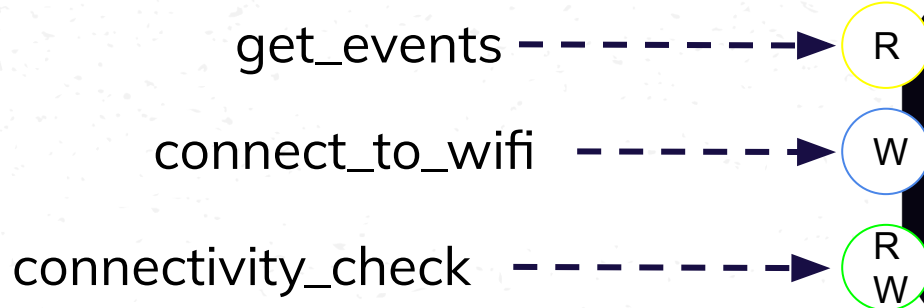 get_events R
connect_to_wifi W
connectivity_check R
W